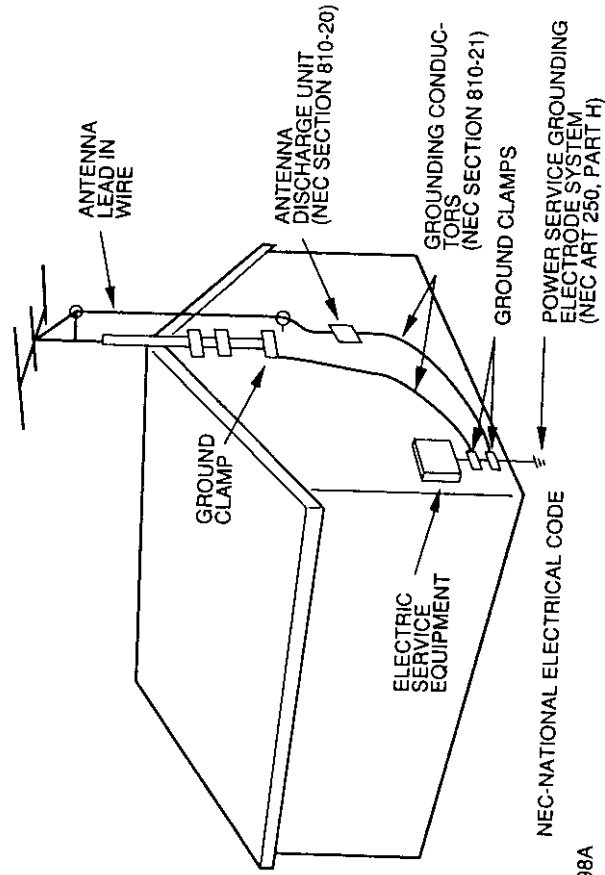 ANTENNA
LEAD IN
WIRE
GROUND
CLAMP
ANTENNA
DISCHARGE UNIT
(NEC SECTION 810-20)
ELECTRIC
SERVICE
EQUIPMENT
GROUNDING CONDUC-
TORS
(NEC SECTION 810-21)
GROUND CLAMPS
POWER SERVICE GROUNDING
ELECTRODE SYSTEM
(NEC ART 250, PART H)
NEC-NATIONAL ELECTRICAL CODE
98A